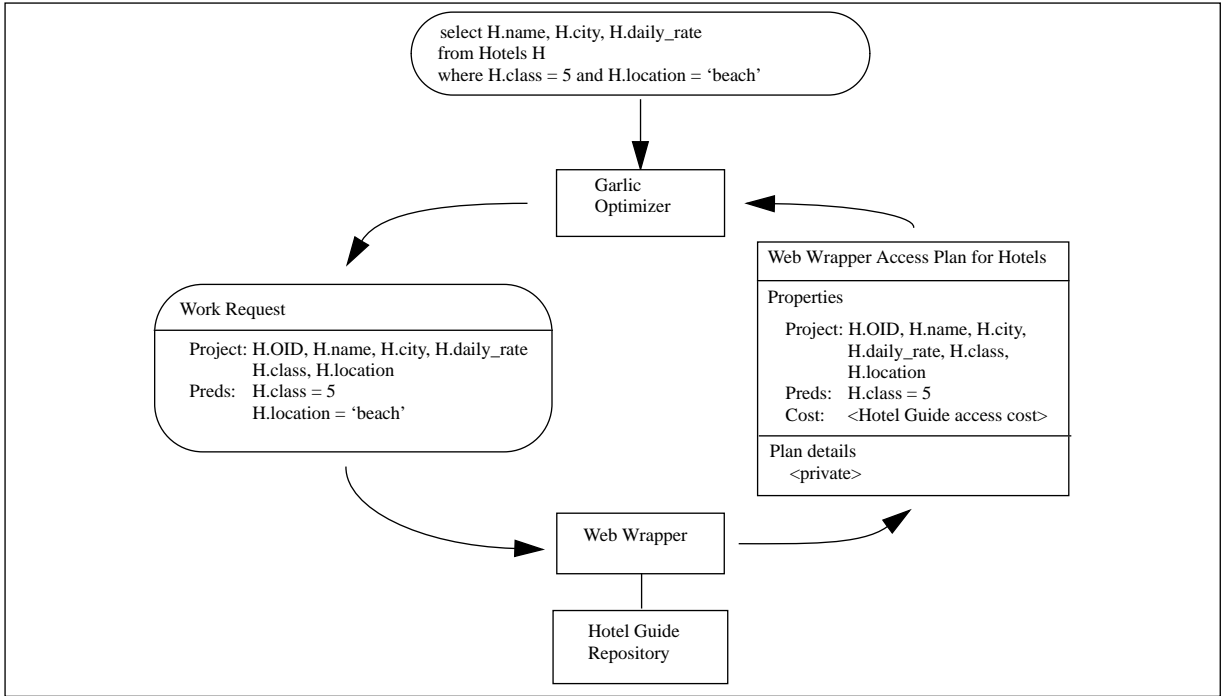 select H.name, H.city, H.daily_rate
from Hotels H
where H.class = 5 and H.location = ‘beach’
Garlic
Optimizer
Work Request
Project: H.OID, H.name, H.city, H.daily_rate
H.class, H.location
Preds: H.class = 5
H.location = ‘beach’
Web Wrapper Access Plan for Hotels
Properties
Project: H.OID, H.name, H.city,
H.daily_rate, H.class,
H.location
Preds: H.class = 5
Cost: <Hotel Guide access cost>
Plan details
<private>
Web Wrapper
Hotel Guide
Repository